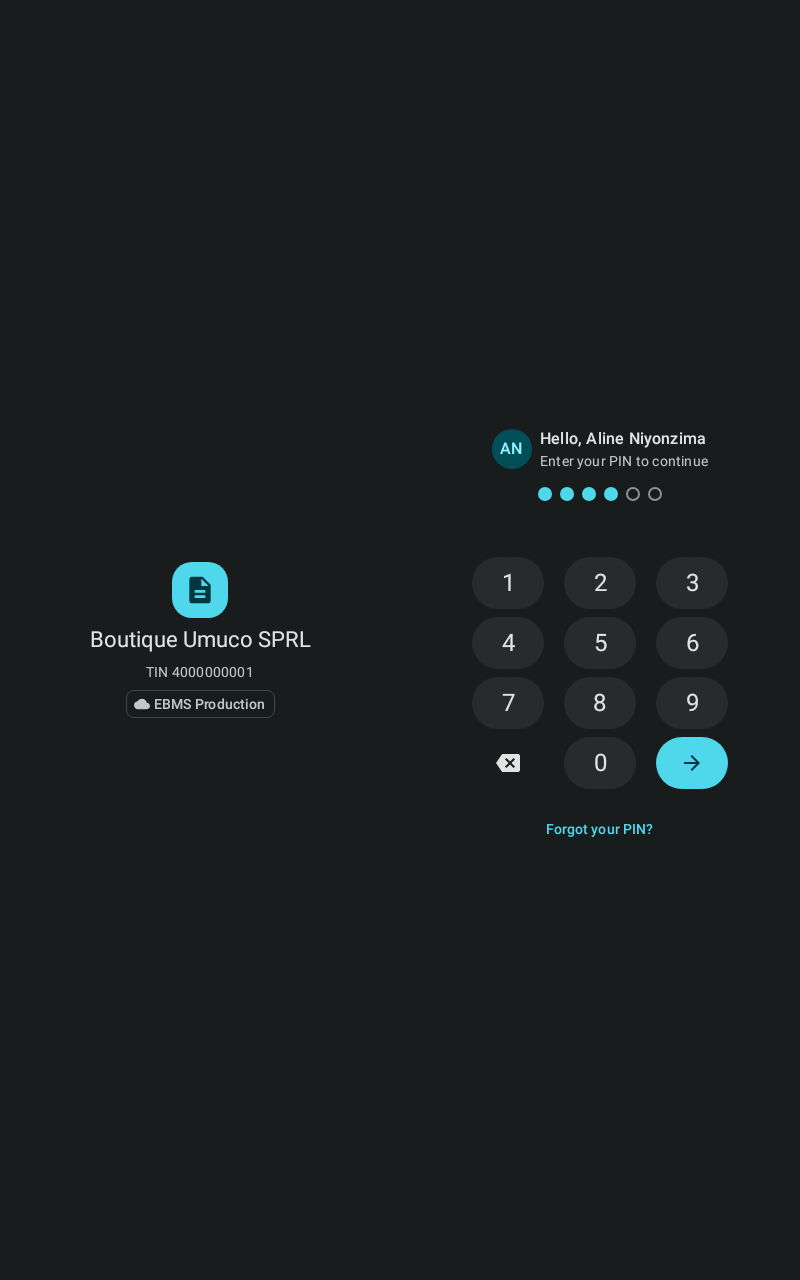 Boutique Umuco SPRL
TIN 4000000001
EBMS Production
AN
Hello, Aline Niyonzima
Enter your PIN to continue
1 2 3
4 5 6
7 8 9
0
Forgot your PIN?